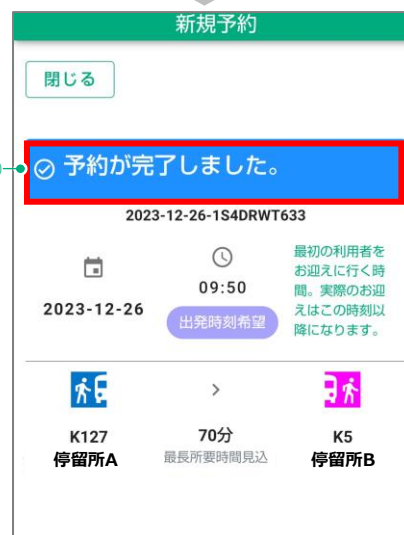 新規予約
閉じる
予約が完了しました。
2023-12-26-1S4DRWT633
2023-12-26
09:50
出発時刻希望
最初の利用者を
お迎えに行く時
間。実際のお迎
えはこの時刻以
降になります。
K127
停留所A
70分
最長所要時間見込
K5
停留所B